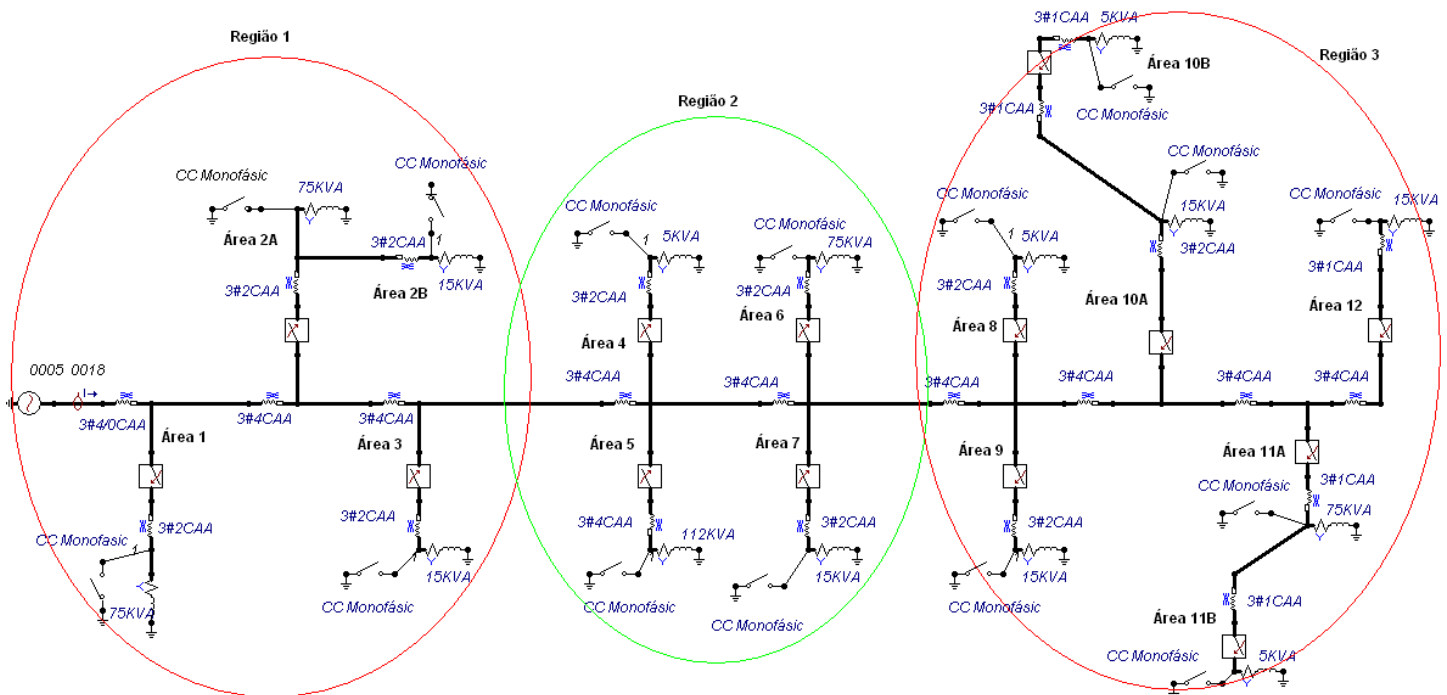 Região 1
Região 2
Região 3
3#1CAA
5KVA
Área 10B
3#1CAA
CC Monofásic
CC Monofásic
75KVA
Área 2A
CC Monofásic
1
3#2CAA
15KVA
Área 2B
CC Monofásic
1
5KVA
3#2CAA
Área 4
CC Monofásic
75KVA
3#2CAA
Área 6
CC Monofásic
1
5KVA
3#2CAA
Área 8
CC Monofásic
15KVA
3#2CAA
Área 10A
CC Monofásic
15KVA
3#1CAA
Área 12
0005 0018
I→
3#4/0CAA
3#4CAA
3#4CAA
3#4CAA
3#4CAA
3#4CAA
3#4CAA
3#4CAA
3#4CAA
Área 1
3#2CAA
CC Monofasic
1
75KVA
Área 3
3#2CAA
15KVA
CC Monofásic
Área 5
3#4CAA
112KVA
CC Monofásic
Área 7
3#2CAA
15KVA
CC Monofásic
Área 9
3#2CAA
15KVA
CC Monofásic
Área 11A
3#1CAA
CC Monofásic
75KVA
3#1CAA
Área 11B
CC Monofásic
5KVA